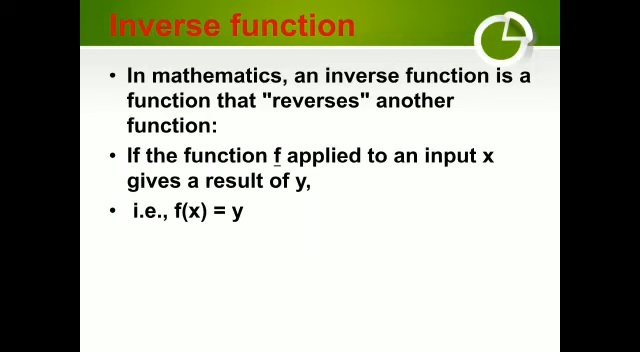 Inverse function
• In mathematics, an inverse function is a
function that "reverses" another
function:
• If the function f applied to an input x
gives a result of y,
• i.e., f(x) = y